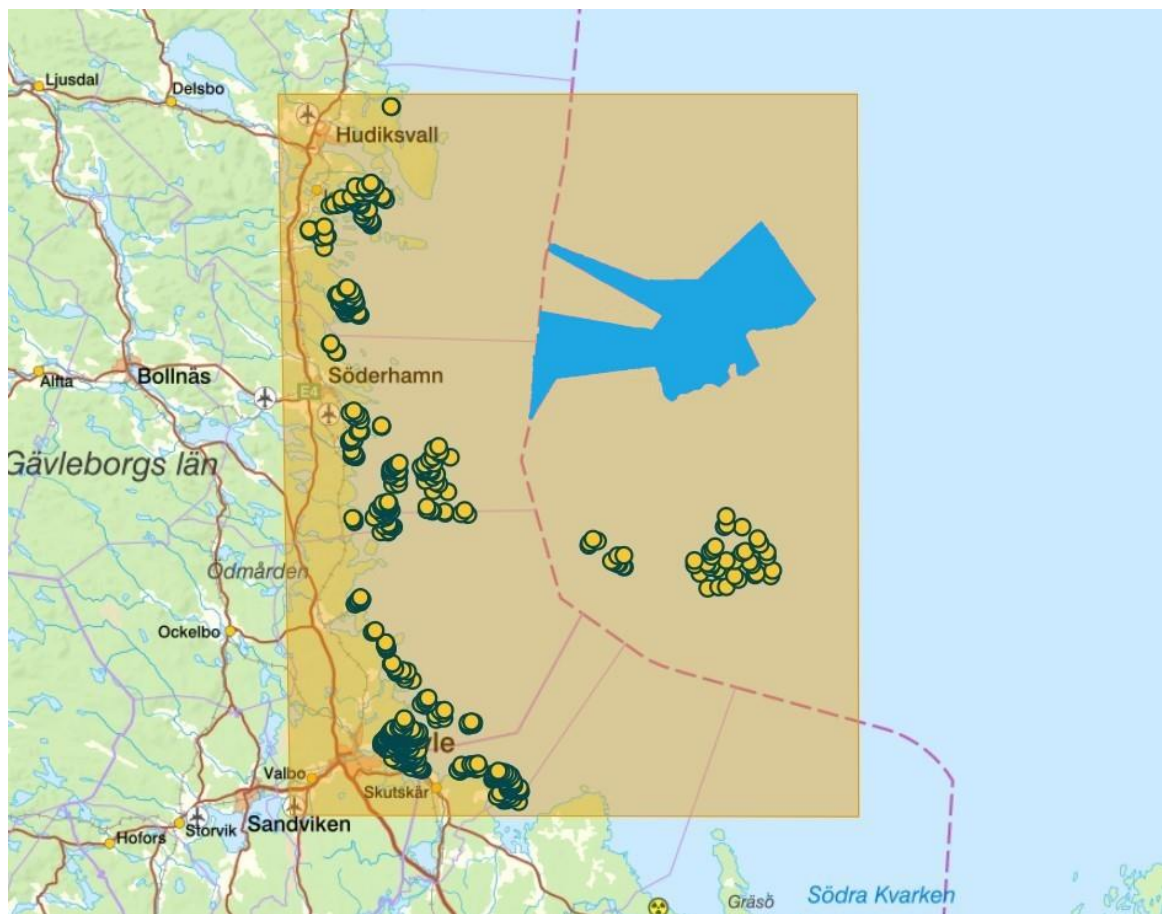 Ljusdal
Delsbo
Hudiksvall
Alfta
Bollnäs
Söderhamn
E4
Gävleborgs län
Ödmården
Ockelbo
Valbo
Skutskär
Sandviken
Storvik
Hofors
Gräsö
Södra Kvarken